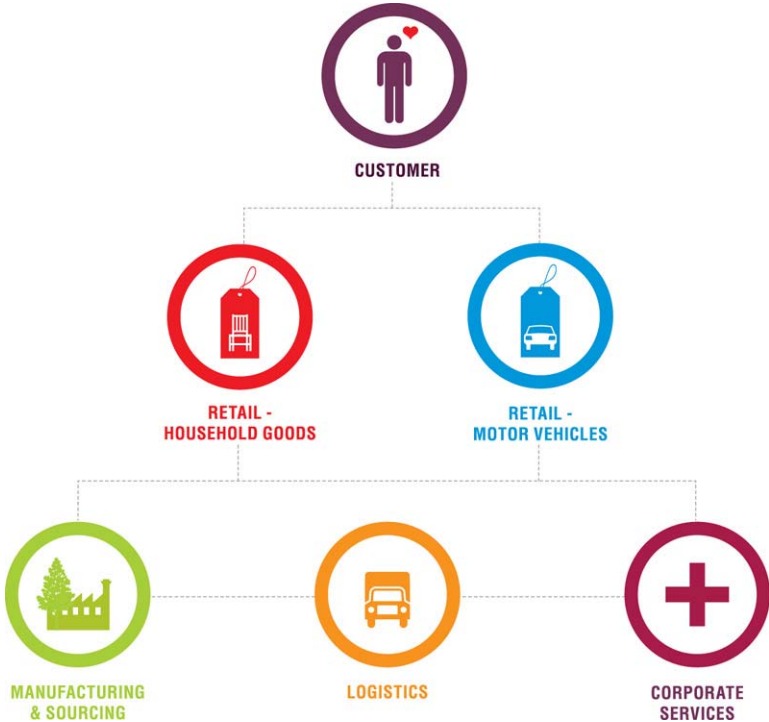 CUSTOMER
RETAIL -
HOUSEHOLD GOODS
RETAIL -
MOTOR VEHICLES
MANUFACTURING
& SOURCING
LOGISTICS
CORPORATE
SERVICES